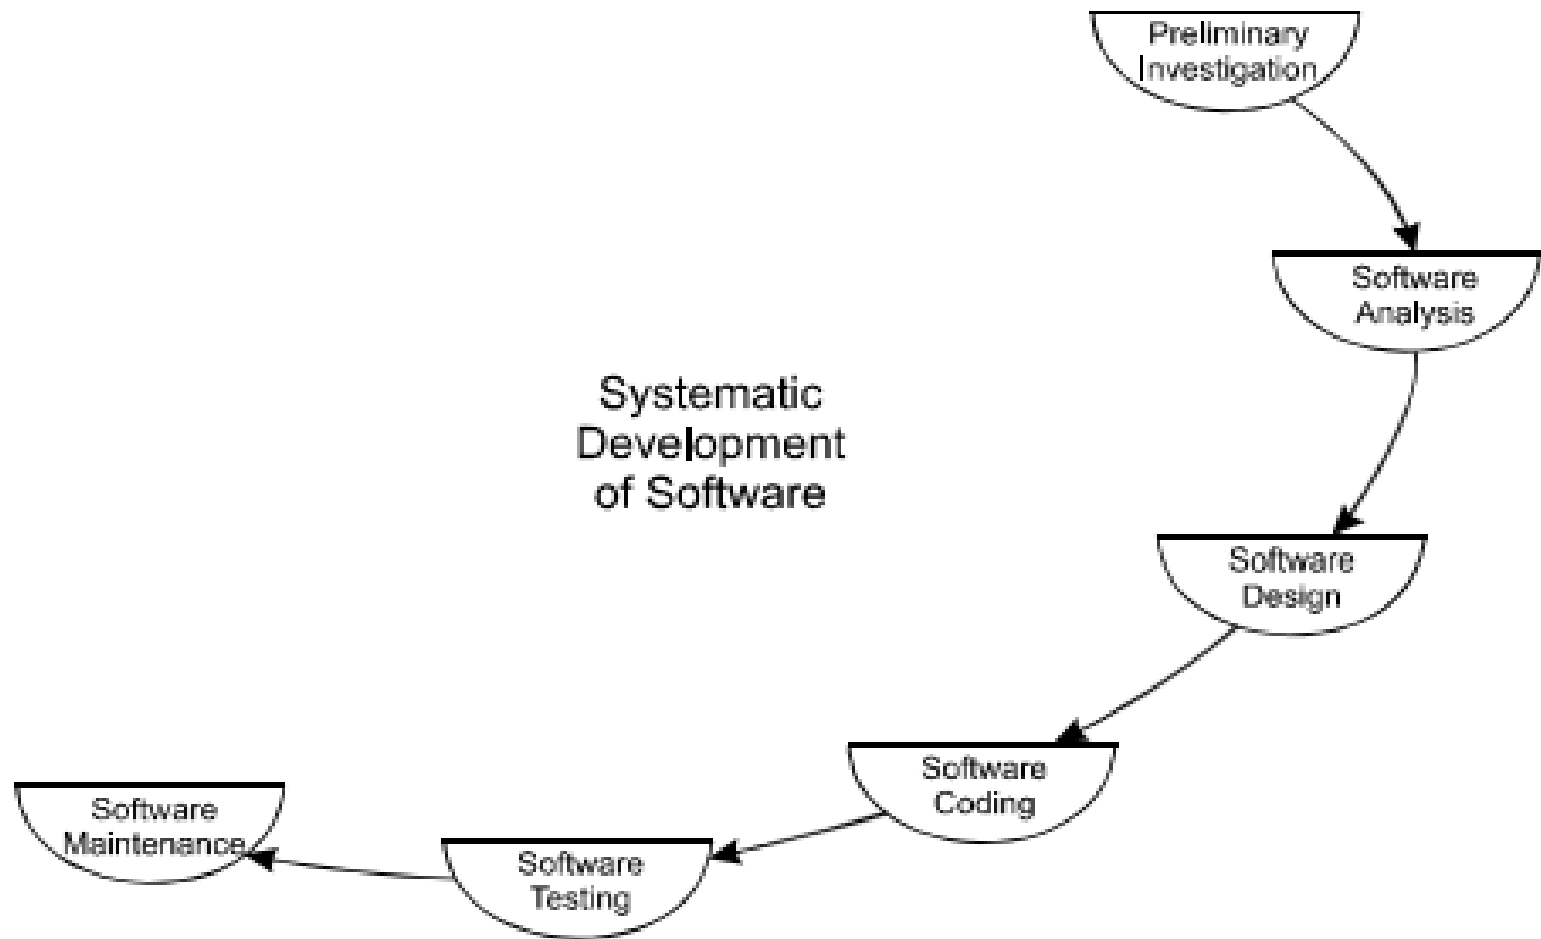 Preliminary
Investigation
Software
Analysis
Systematic
Development
of Software
Software
Design
Software
Coding
Software
Maintenance
Software
Testing